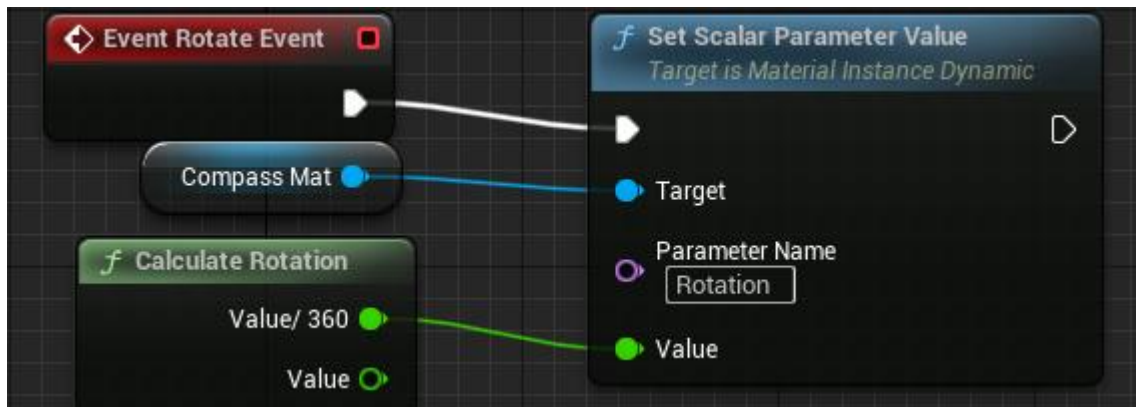 Event Rotate Event
Compass Mat
ƒ Calculate Rotation
Value/ 360
Value
ƒ Set Scalar Parameter Value
Target is Material Instance Dynamic
Target
Parameter Name
Rotation
Value